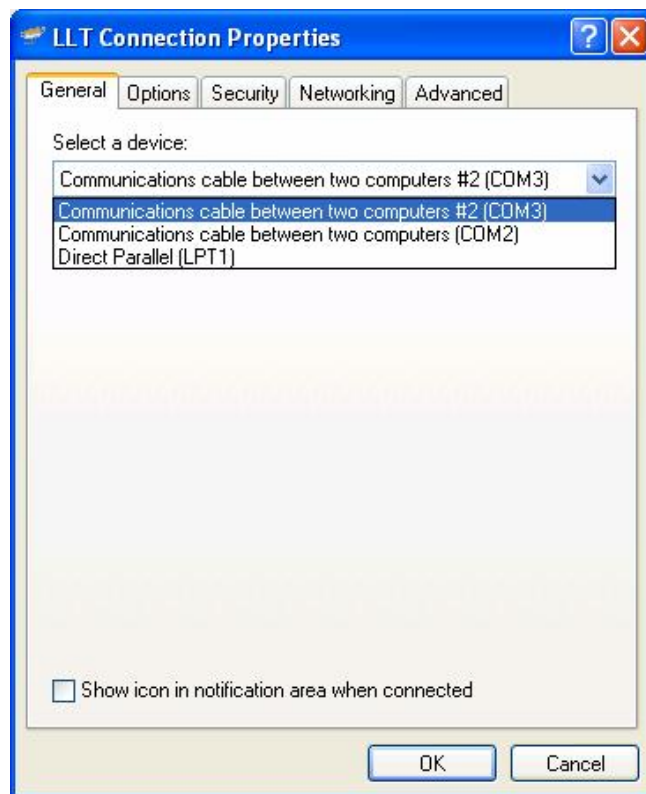 LLT Connection Properties
General Options Security Networking Advanced
Select a device:
Communications cable between two computers #2 (COM3)
Communications cable between two computers #2 (COM3)
Communications cable between two computers (COM2)
Direct Parallel (LPT1)
Show icon in notification area when connected
OK Cancel